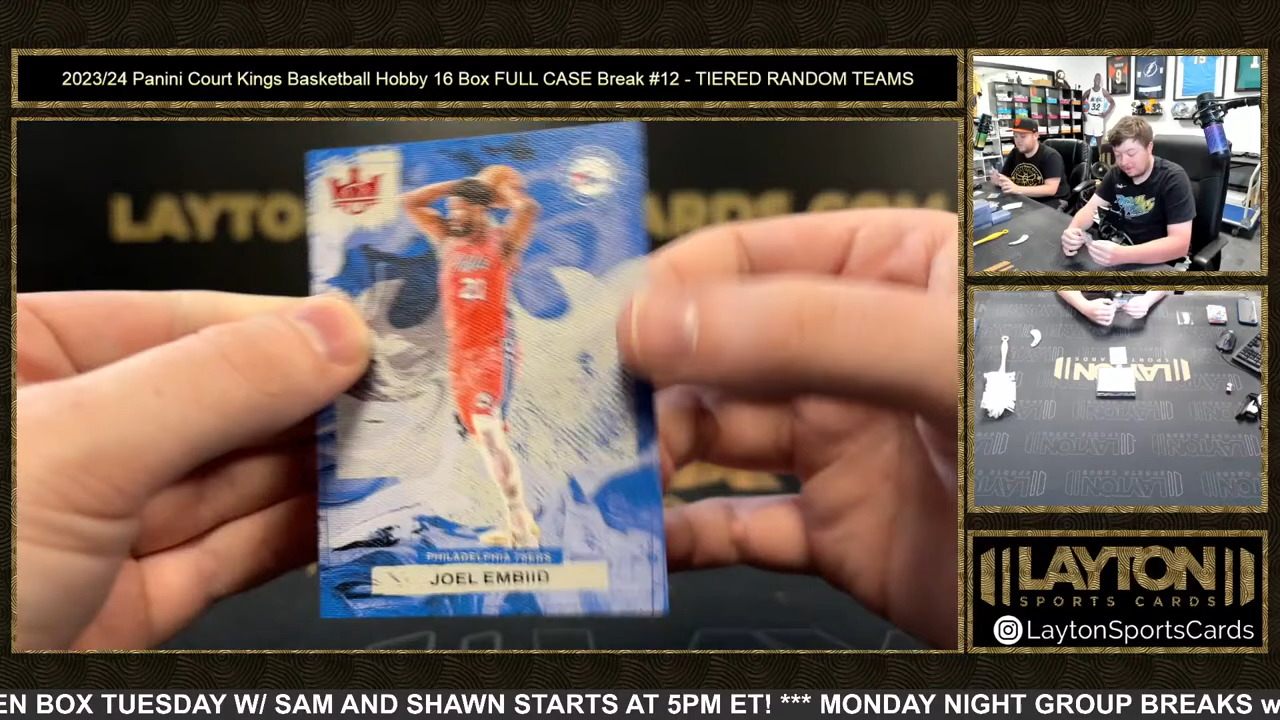 2023/24 Panini Court Kings Basketball Hobby 16 Box FULL CASE Break #12 - TIERED RANDOM TEAMS
21
PHILADELPHIA 76ERS
JOEL EMBIID
LAYTON
LAYTON
SPORTS CARDS
LaytonSportsCards
EN BOX TUESDAY W/ SAM AND SHAWN STARTS AT 5PM ET! *** MONDAY NIGHT GROUP BREAKS w